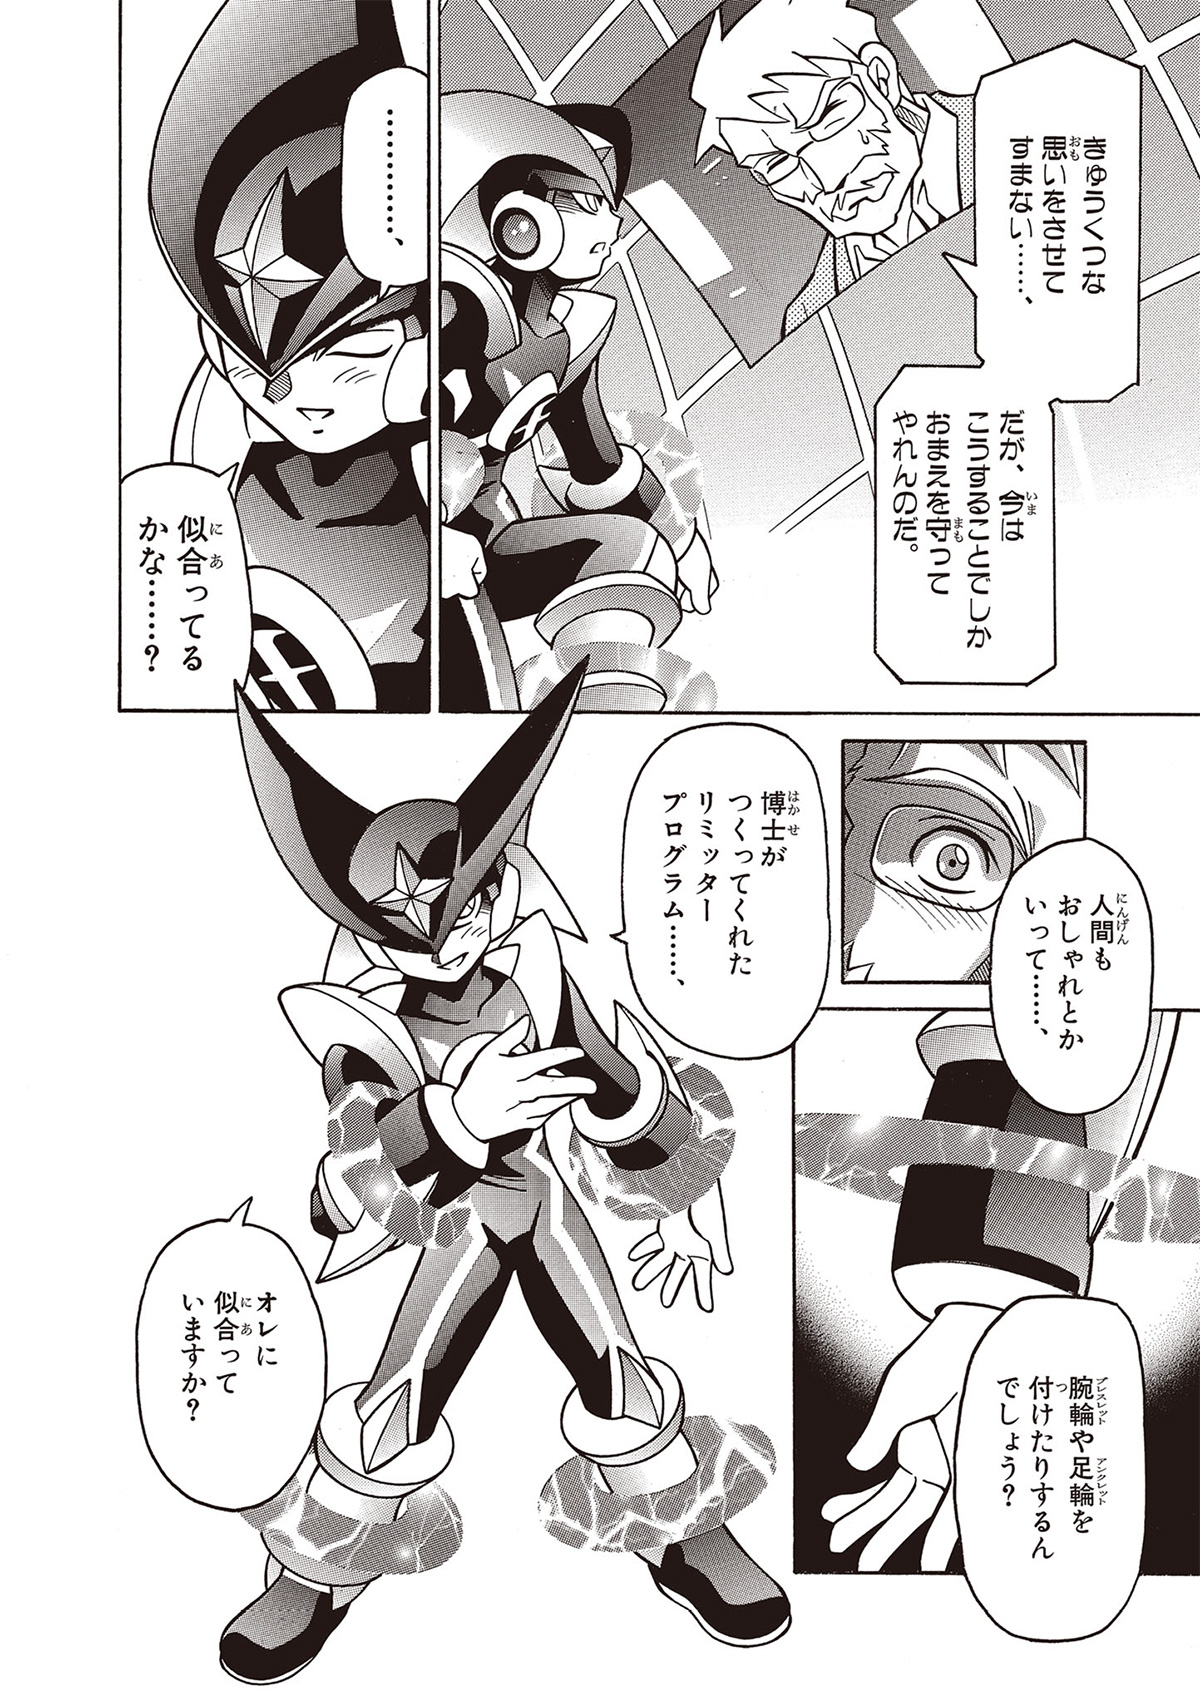 きゅうくつな
思いをさせて
すまない……、
だが、今は
こうすることでしか
おまえを守って
やれんのだ。
…………、
似合ってる
かな………？
人間も
おしゃれとか
いって……、
腕輪や足輪を
付けたりするん
でしょう？
博士が
つくってくれた
リミッター
プログラム……、
オレに
似合って
いますか？